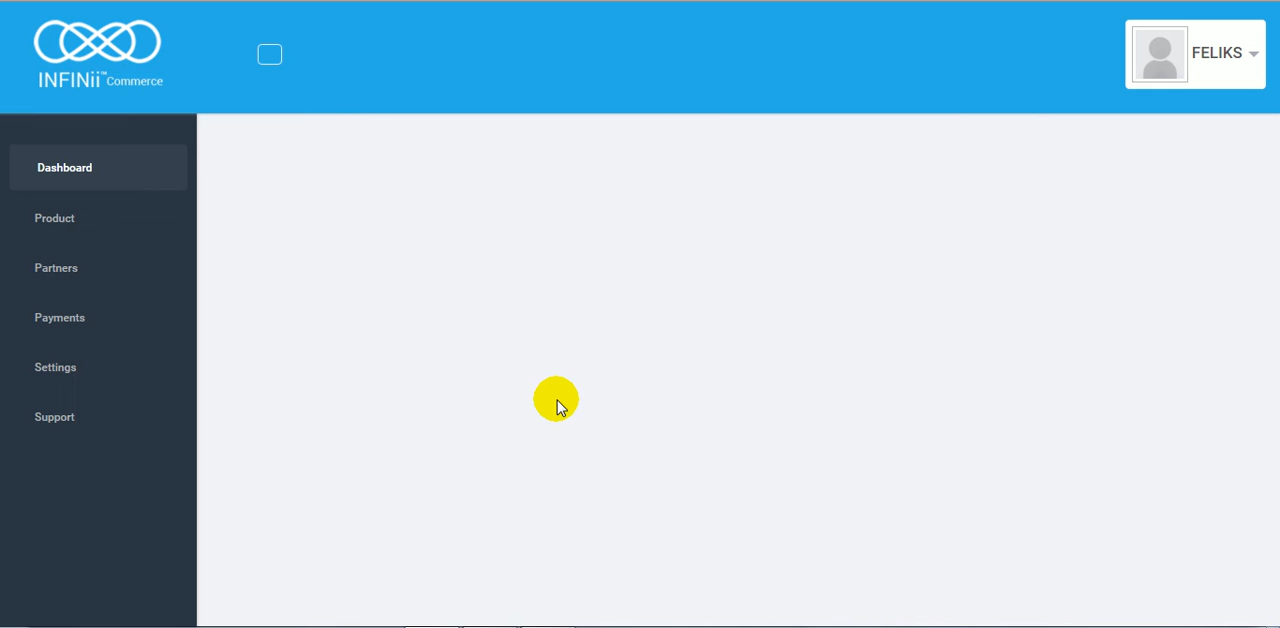 INFINii™ Commerce
FELIKS
Dashboard
Product
Partners
Payments
Settings
Support